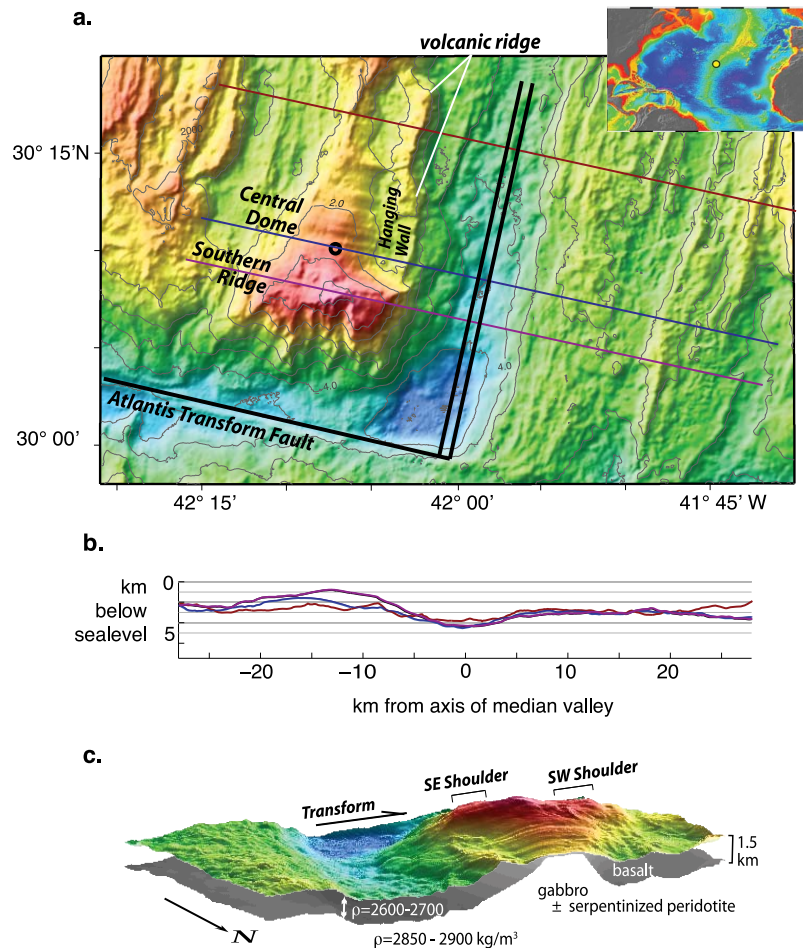 a.
volcanic ridge
30° 15'N
30° 00'
2000
2.0
Central
Dome
Hanging
Wall
Southern
Ridge
4.0
4.0
Atlantis Transform Fault
42° 15'
42° 00'
41° 45' W
b.
0
km
below
sealevel
5
−20
−10
0
10
20
km from axis of median valley
c.
SE Shoulder
SW Shoulder
Transform
1.5
km
basalt
gabbro
± serpentinized peridotite
ρ=2600-2700
N
ρ=2850 - 2900 kg/m³